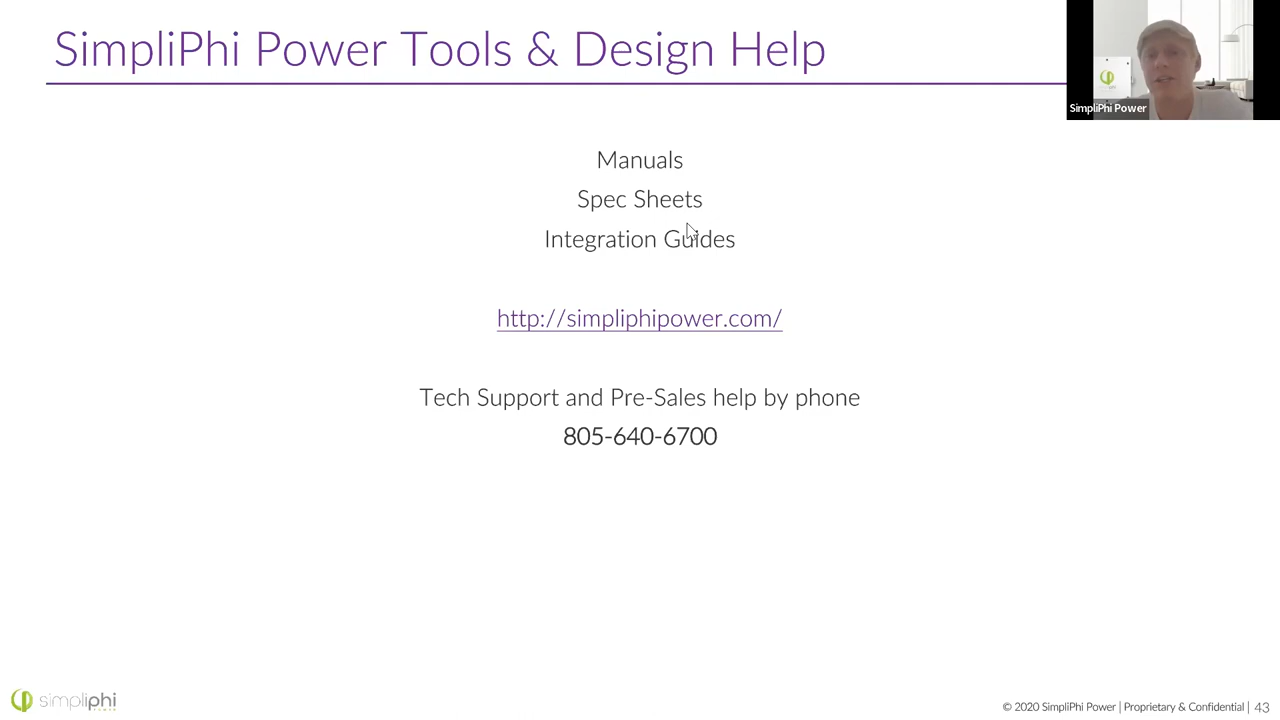 SimpliPhi Power Tools & Design Help
SimpliPhi Power
Manuals
Spec Sheets
Integration Guides
http://simpliphipower.com/
Tech Support and Pre-Sales help by phone
805-640-6700
simpliphi
POWER
© 2020 SimpliPhi Power | Proprietary & Confidential | 43